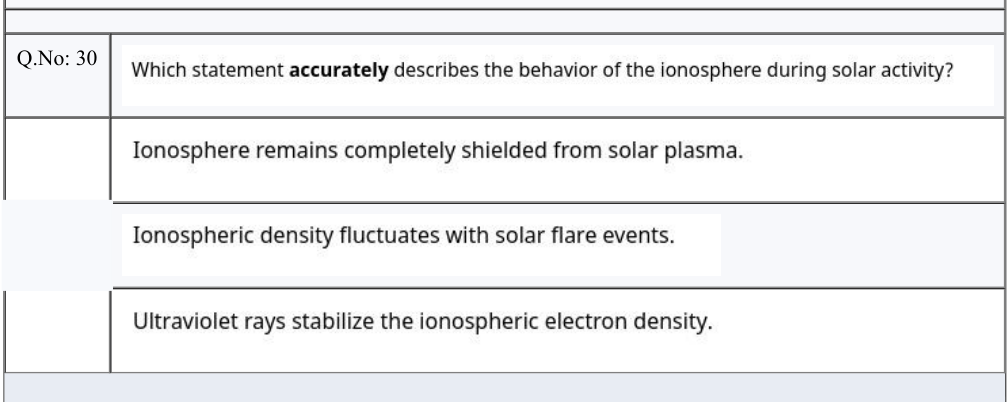 Q.No: 30
Which statement accurately describes the behavior of the ionosphere during solar activity?
Ionosphere remains completely shielded from solar plasma.
Ionospheric density fluctuates with solar flare events.
Ultraviolet rays stabilize the ionospheric electron density.